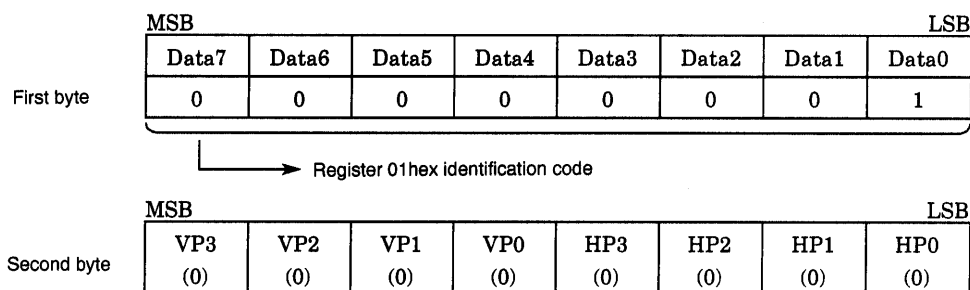 MSB LSB
Data7 Data6 Data5 Data4 Data3 Data2 Data1 Data0
First byte 0 0 0 0 0 0 0 1
Register 01hex identification code
MSB LSB
VP3 VP2 VP1 VP0 HP3 HP2 HP1 HP0
Second byte
(0) (0) (0) (0) (0) (0) (0) (0)